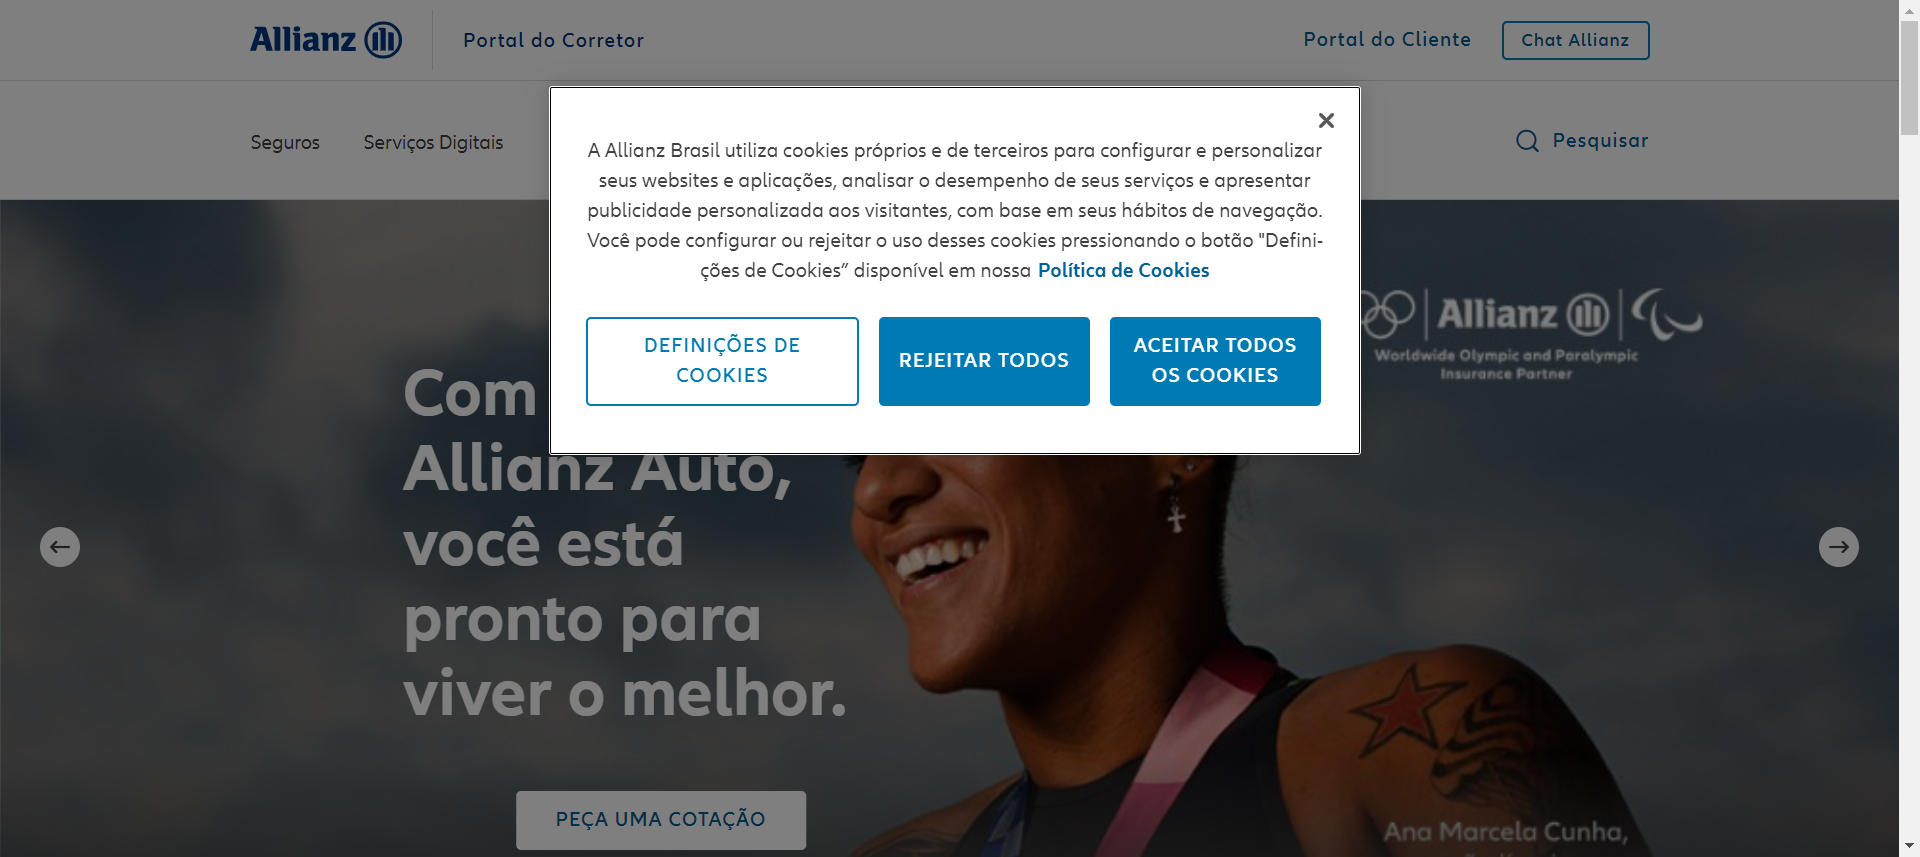 Allianz
Portal do Corretor
Portal do Cliente
Chat Allianz
Seguros
Serviços Digitais
Pesquisar
A Allianz Brasil utiliza cookies próprios e de terceiros para configurar e personalizar
seus websites e aplicações, analisar o desempenho de seus serviços e apresentar
publicidade personalizada aos visitantes, com base em seus hábitos de navegação.
Você pode configurar ou rejeitar o uso desses cookies pressionando o botão "Defini-
ções de Cookies” disponível em nossa Política de Cookies
DEFINIÇÕES DE
COOKIES
REJEITAR TODOS
ACEITAR TODOS
OS COOKIES
Allianz
Worldwide Olympic and Paralympic
Insurance Partner
Com
Allianz Auto,
você está
pronto para
viver o melhor.
PEÇA UMA COTAÇÃO
Ana Marcela Cunha,